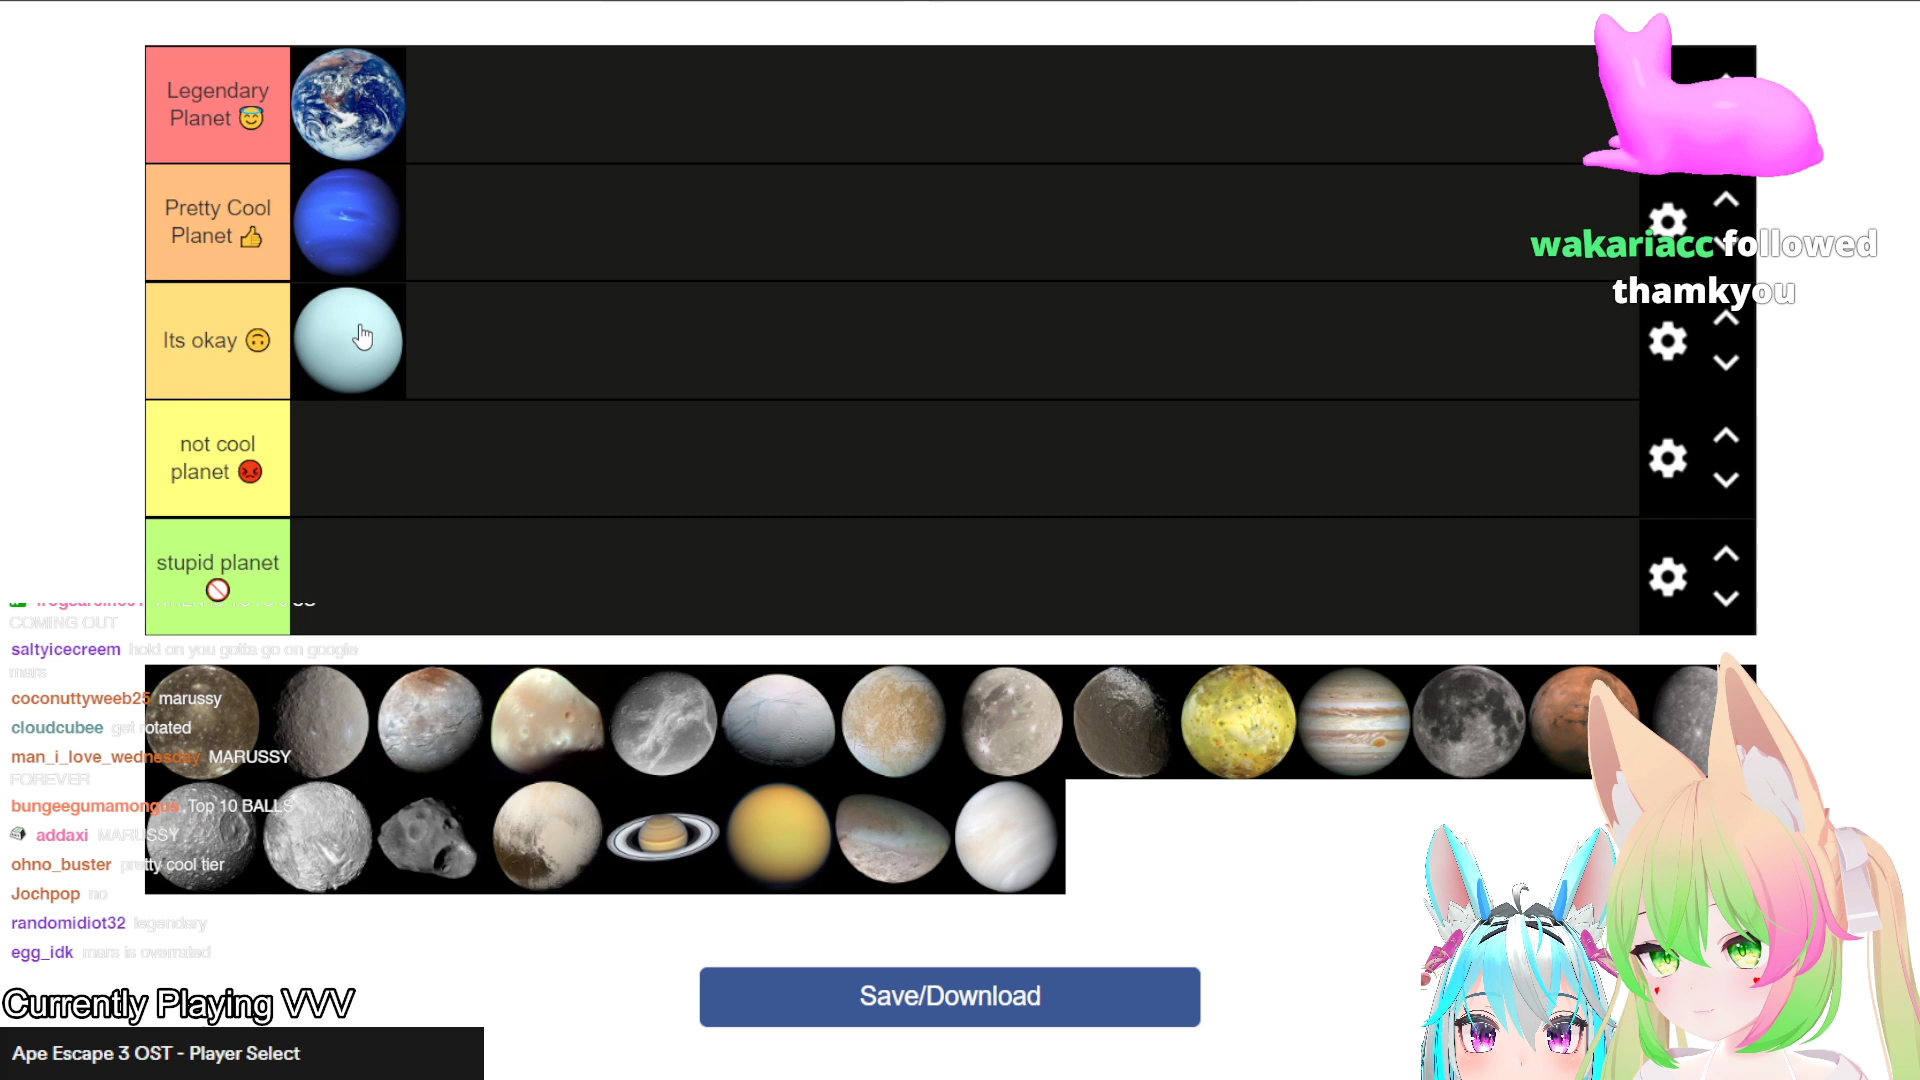 Legendary
Planet 😇
Pretty Cool
Planet 👍
Its okay 🙃
not cool
planet 😡
stupid planet
🚫
wakariacc followed
thamkyou
COMING OUT
saltyicecreem hold on you gotta go on google
mars
coconuttyweeb25 marussy
cloudcubee get rotated
man_i_love_wednesday MARUSSY
FOREVER
bungeegumamongus Top 10 BALLS
addaxi MARUSSY
ohno_buster pretty cool tier
Jochpop no
randomidiot32 legendary
egg_idk mars is overrated
Currently Playing VVV
Ape Escape 3 OST - Player Select
Save/Download